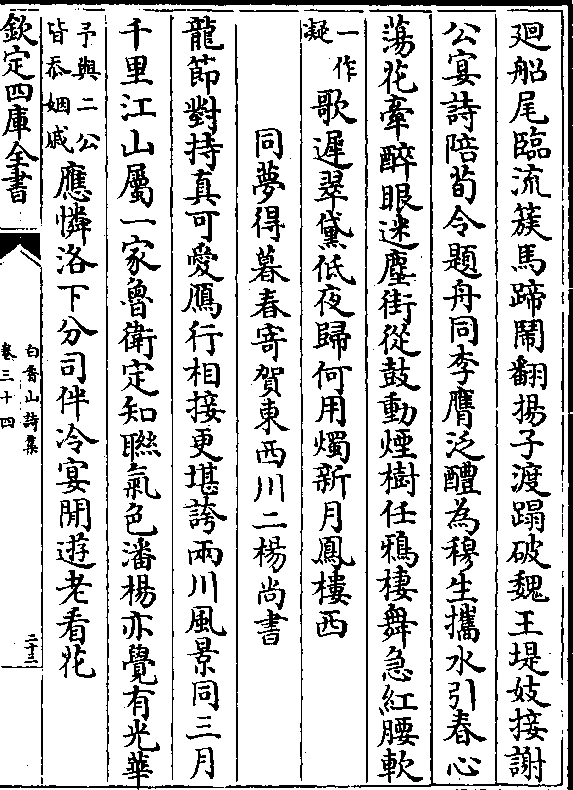 廻船尾臨流簇馬蹄鬧翻揚子渡蹋破魏王堤妓接謝
公宴詩陪荀令題舟同李膺泛醴為穆生攜水引春心
蕩花牽醉眼迷塵街從鼓動煙樹任鴉棲舞急紅腰軟
一作
凝
歌遲翠黛低夜歸何用燭新月鳳樓西
同夢得暮春寄賀東西川二楊尚書
龍節對持真可愛鴈行相接更堪誇兩川風景同三月
千里江山屬一家魯衛定知聮氣色潘楊亦覺有光華
予與二公
皆忝姻戚
應憐洛下分司伴冷宴閒遊老看花
欽定四庫全書
白香山詩集
卷三十四
二十三